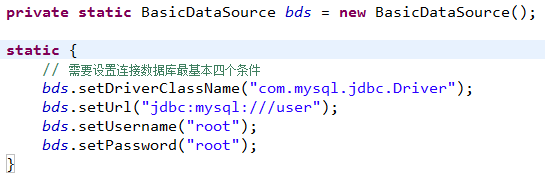 private static BasicDataSource bds = new BasicDataSource();
static {
// 需要设置连接数据库最基本四个条件
bds.setDriverClassName("com.mysql.jdbc.Driver");
bds.setUrl("jdbc:mysql:///user");
bds.setUsername("root");
bds.setPassword("root");
}